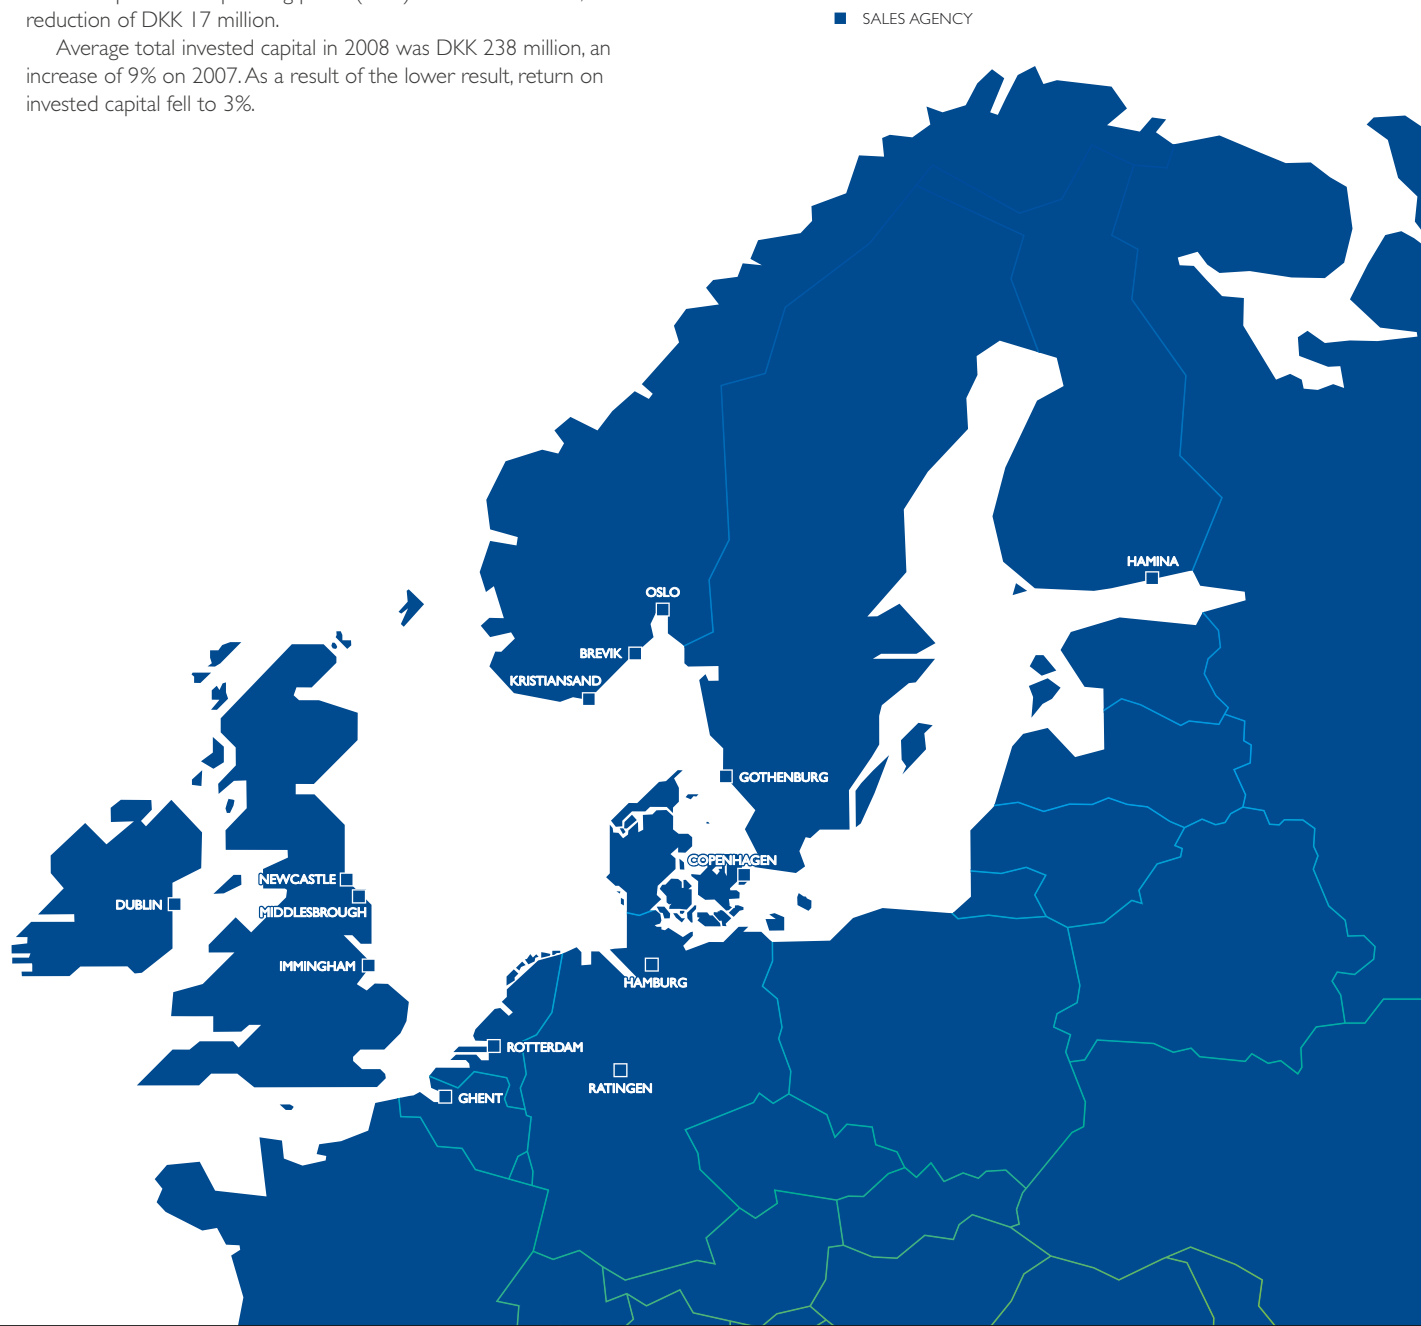 reduction of DKK 17 million.
Average total invested capital in 2008 was DKK 238 million, an
increase of 9% on 2007. As a result of the lower result, return on
invested capital fell to 3%.
SALES AGENCY
HAMINA
OSLO
BREVIK
KRISTIANSAND
GOTHENBURG
COPENHAGEN
NEWCASTLE
DUBLIN
MIDDLESBROUGH
IMMINGHAM
HAMBURG
ROTTERDAM
RATINGEN
GHENT